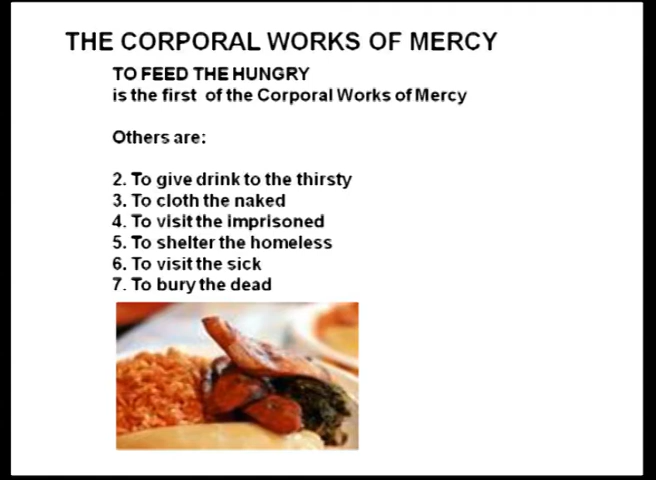 THE CORPORAL WORKS OF MERCY
TO FEED THE HUNGRY
is the first of the Corporal Works of Mercy
Others are:
2. To give drink to the thirsty
3. To cloth the naked
4. To visit the imprisoned
5. To shelter the homeless
6. To visit the sick
7. To bury the dead